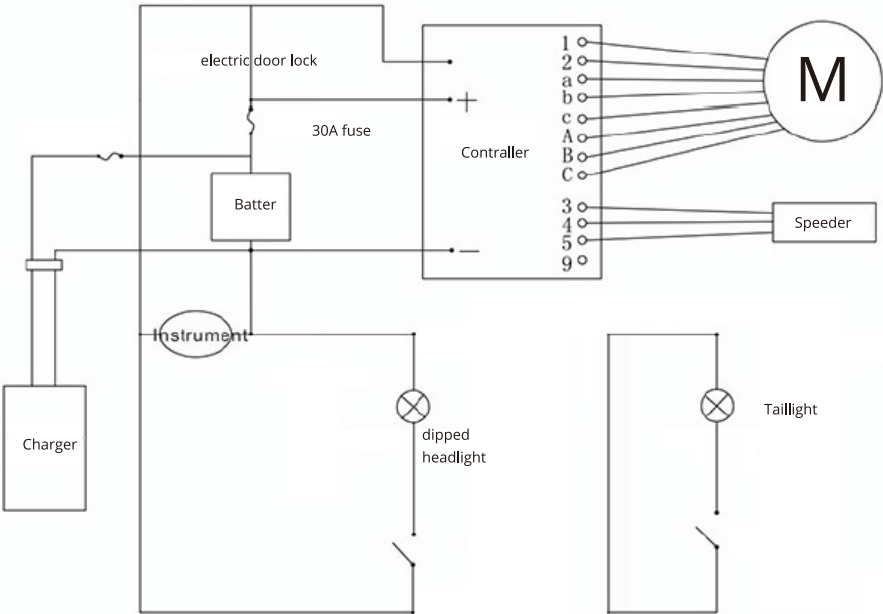 electric door lock
30A fuse
Contraller
+
−
1
2
a
b
c
A
B
C
3
4
5
9
M
Speeder
Batter
Instrument
Charger
dipped
headlight
Taillight